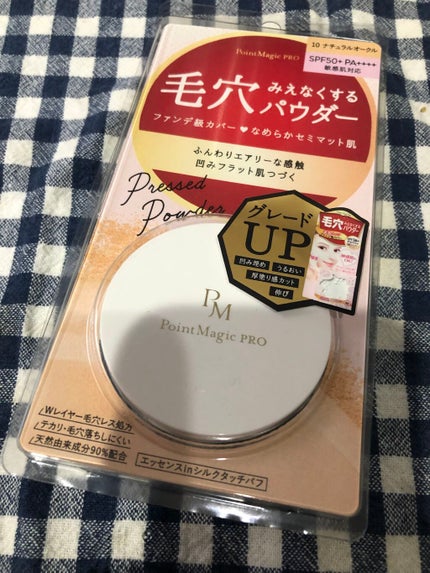 PointMagic PRO
10 ナチュラルオークル
SPF50+ PA++++
敏感肌対応
毛穴みえなくする
パウダー
ファンデ級カバー♥なめらかセミマット肌
ふんわりエアリーな感触
凹みフラット肌つづく
Pressed
Powder
グレード
UP
凹み埋め
うるおい
厚塗り感カット
伸び
毛穴
パウダー
PM
PointMagic PRO
Wレイヤー毛穴レス処方
テカリ・毛穴落ちしにくい
天然由来成分90%配合
エッセンスinシルクタッチパフ